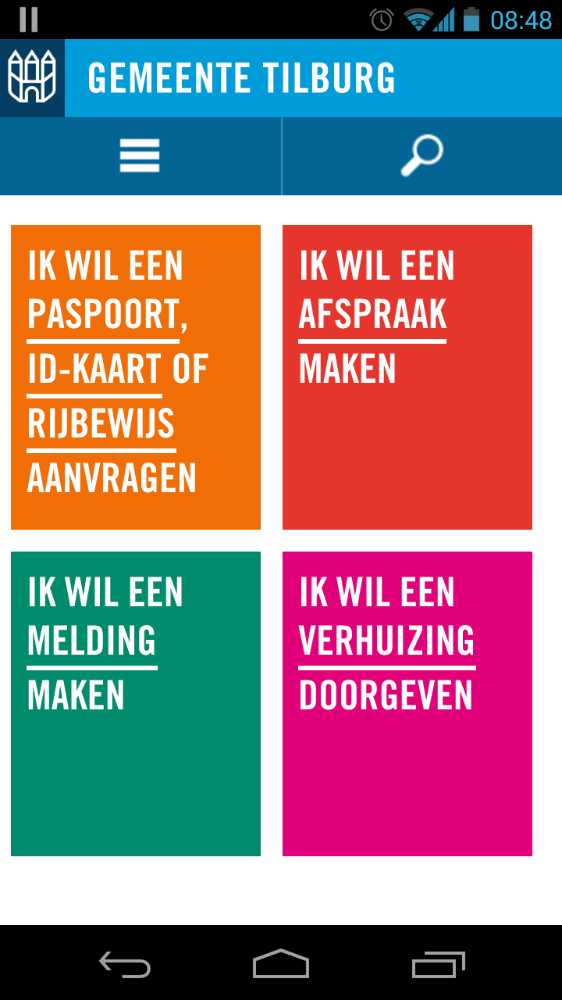 08:48
GEMEENTE TILBURG
IK WIL EEN
PASPOORT,
ID-KAART OF
RIJBEWIJS
AANVRAGEN
IK WIL EEN
AFSPRAAK
MAKEN
IK WIL EEN
MELDING
MAKEN
IK WIL EEN
VERHUIZING
DOORGEVEN